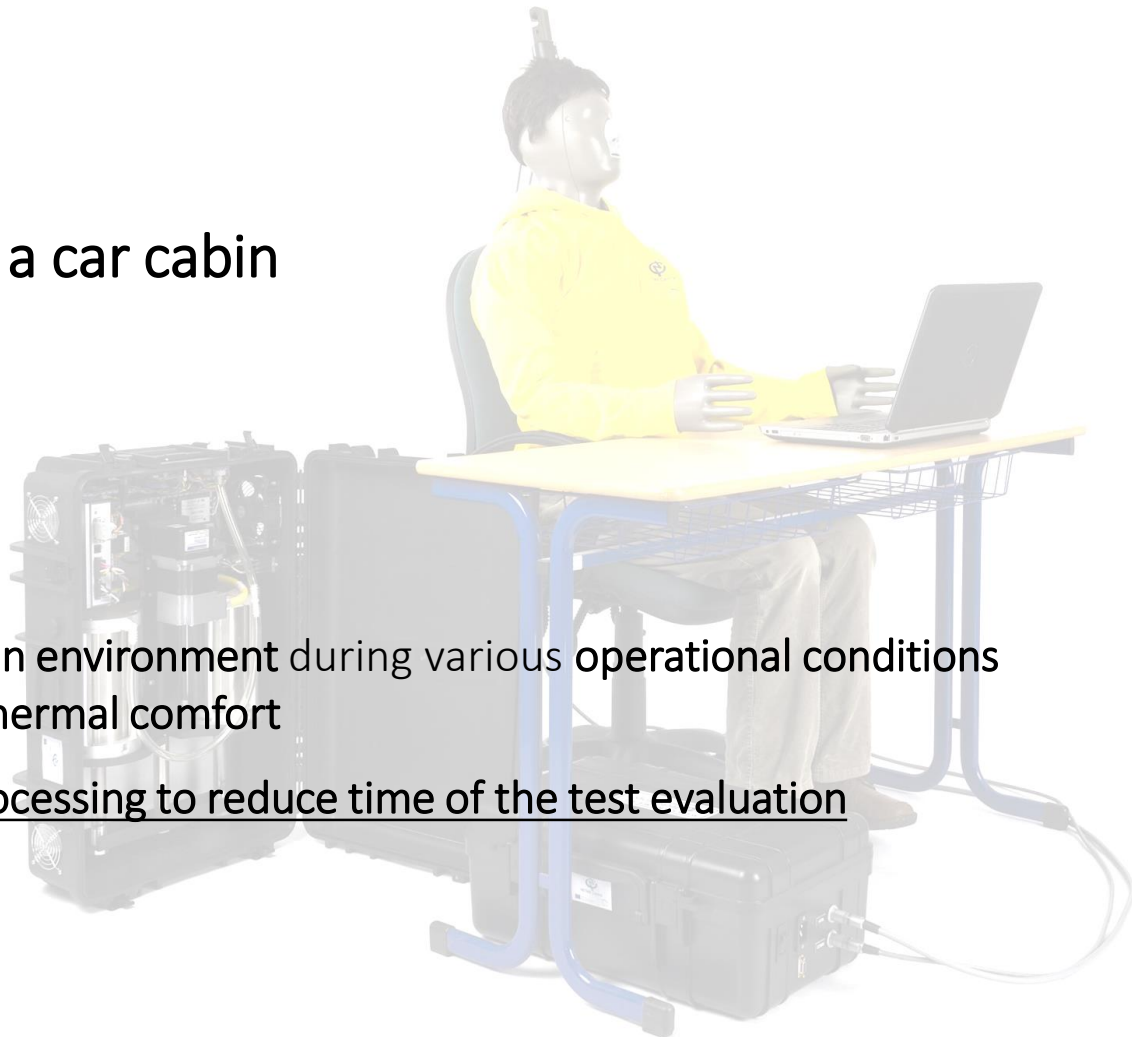 a car cabin
n environment during various operational conditions
hermal comfort
ocessing to reduce time of the test evaluation